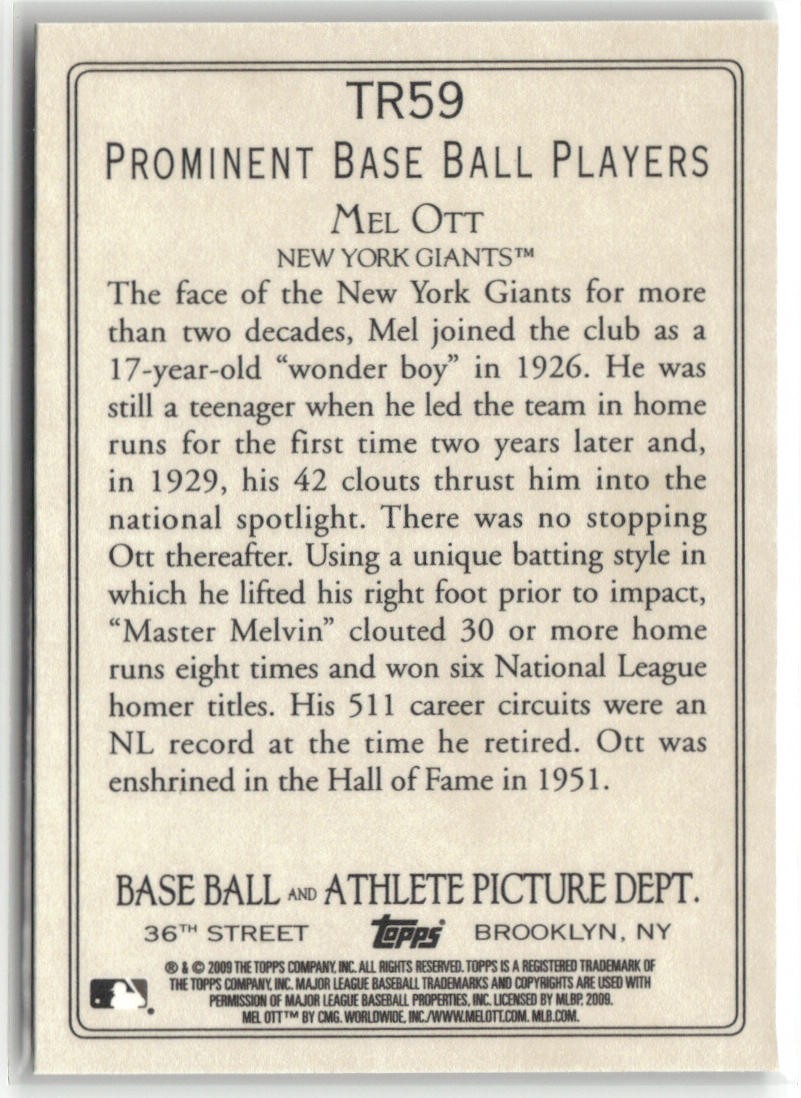 TR59
PROMINENT BASE BALL PLAYERS
MEL OTT
NEW YORK GIANTS™
The face of the New York Giants for more
than two decades, Mel joined the club as a
17-year-old “wonder boy” in 1926. He was
still a teenager when he led the team in home
runs for the first time two years later and,
in 1929, his 42 clouts thrust him into the
national spotlight. There was no stopping
Ott thereafter. Using a unique batting style in
which he lifted his right foot prior to impact,
“Master Melvin” clouted 30 or more home
runs eight times and won six National League
homer titles. His 511 career circuits were an
NL record at the time he retired. Ott was
enshrined in the Hall of Fame in 1951.
BASE BALL AND ATHLETE PICTURE DEPT.
36TH STREET Topps® BROOKLYN, NY
® & © 2009 THE TOPPS COMPANY, INC. ALL RIGHTS RESERVED. TOPPS IS A REGISTERED TRADEMARK OF
THE TOPPS COMPANY, INC. MAJOR LEAGUE BASEBALL TRADEMARKS AND COPYRIGHTS ARE USED WITH
PERMISSION OF MAJOR LEAGUE BASEBALL PROPERTIES, INC. LICENSED BY MLBP, 2009.
MEL OTT™ BY CMG. WORLDWIDE, INC./WWW.MELOTT.COM. MLB.COM.